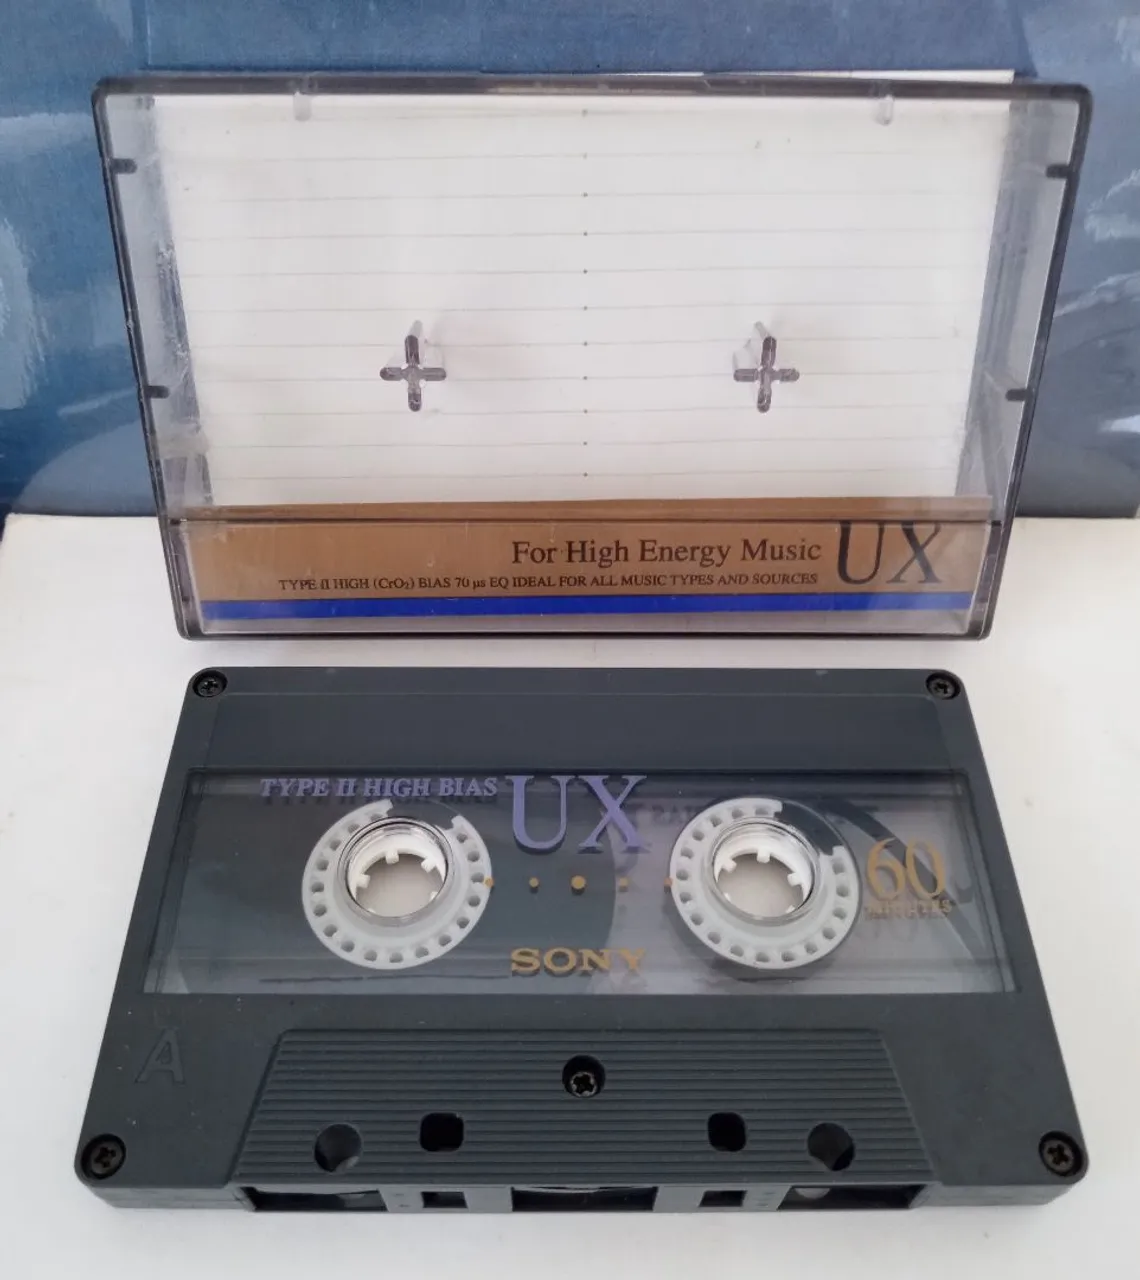 For High Energy Music UX
TYPE II HIGH (CrO₂) BIAS 70 µs EQ IDEAL FOR ALL MUSIC TYPES AND SOURCES
TYPE II HIGH BIAS UX
60
MINUTES
SONY
A